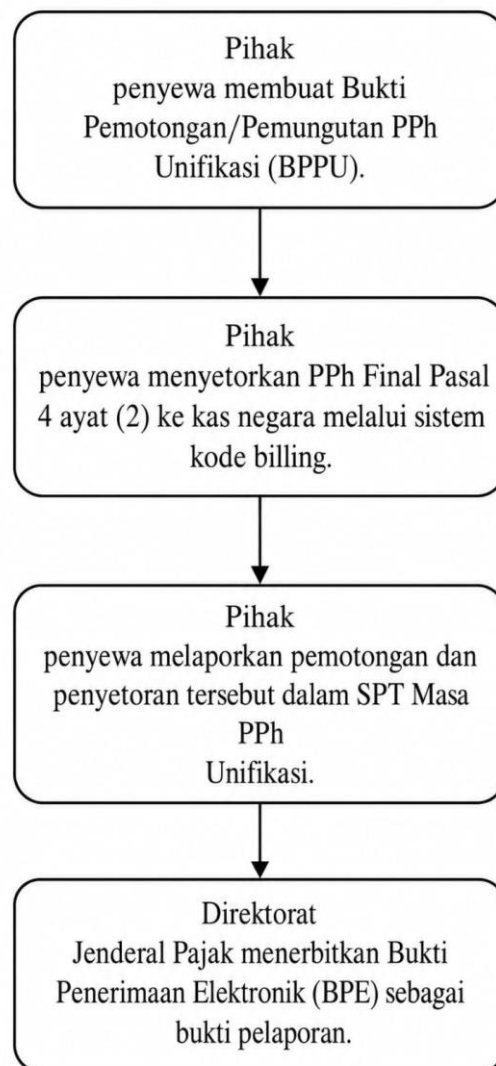 Pihak
penyewa membuat Bukti
Pemotongan/Pemungutan PPh
Unifikasi (BPPU).
Pihak
penyewa menyetorkan PPh Final Pasal
4 ayat (2) ke kas negara melalui sistem
kode billing.
Pihak
penyewa melaporkan pemotongan dan
penyetoran tersebut dalam SPT Masa
PPh
Unifikasi.
Direktorat
Jenderal Pajak menerbitkan Bukti
Penerimaan Elektronik (BPE) sebagai
bukti pelaporan.